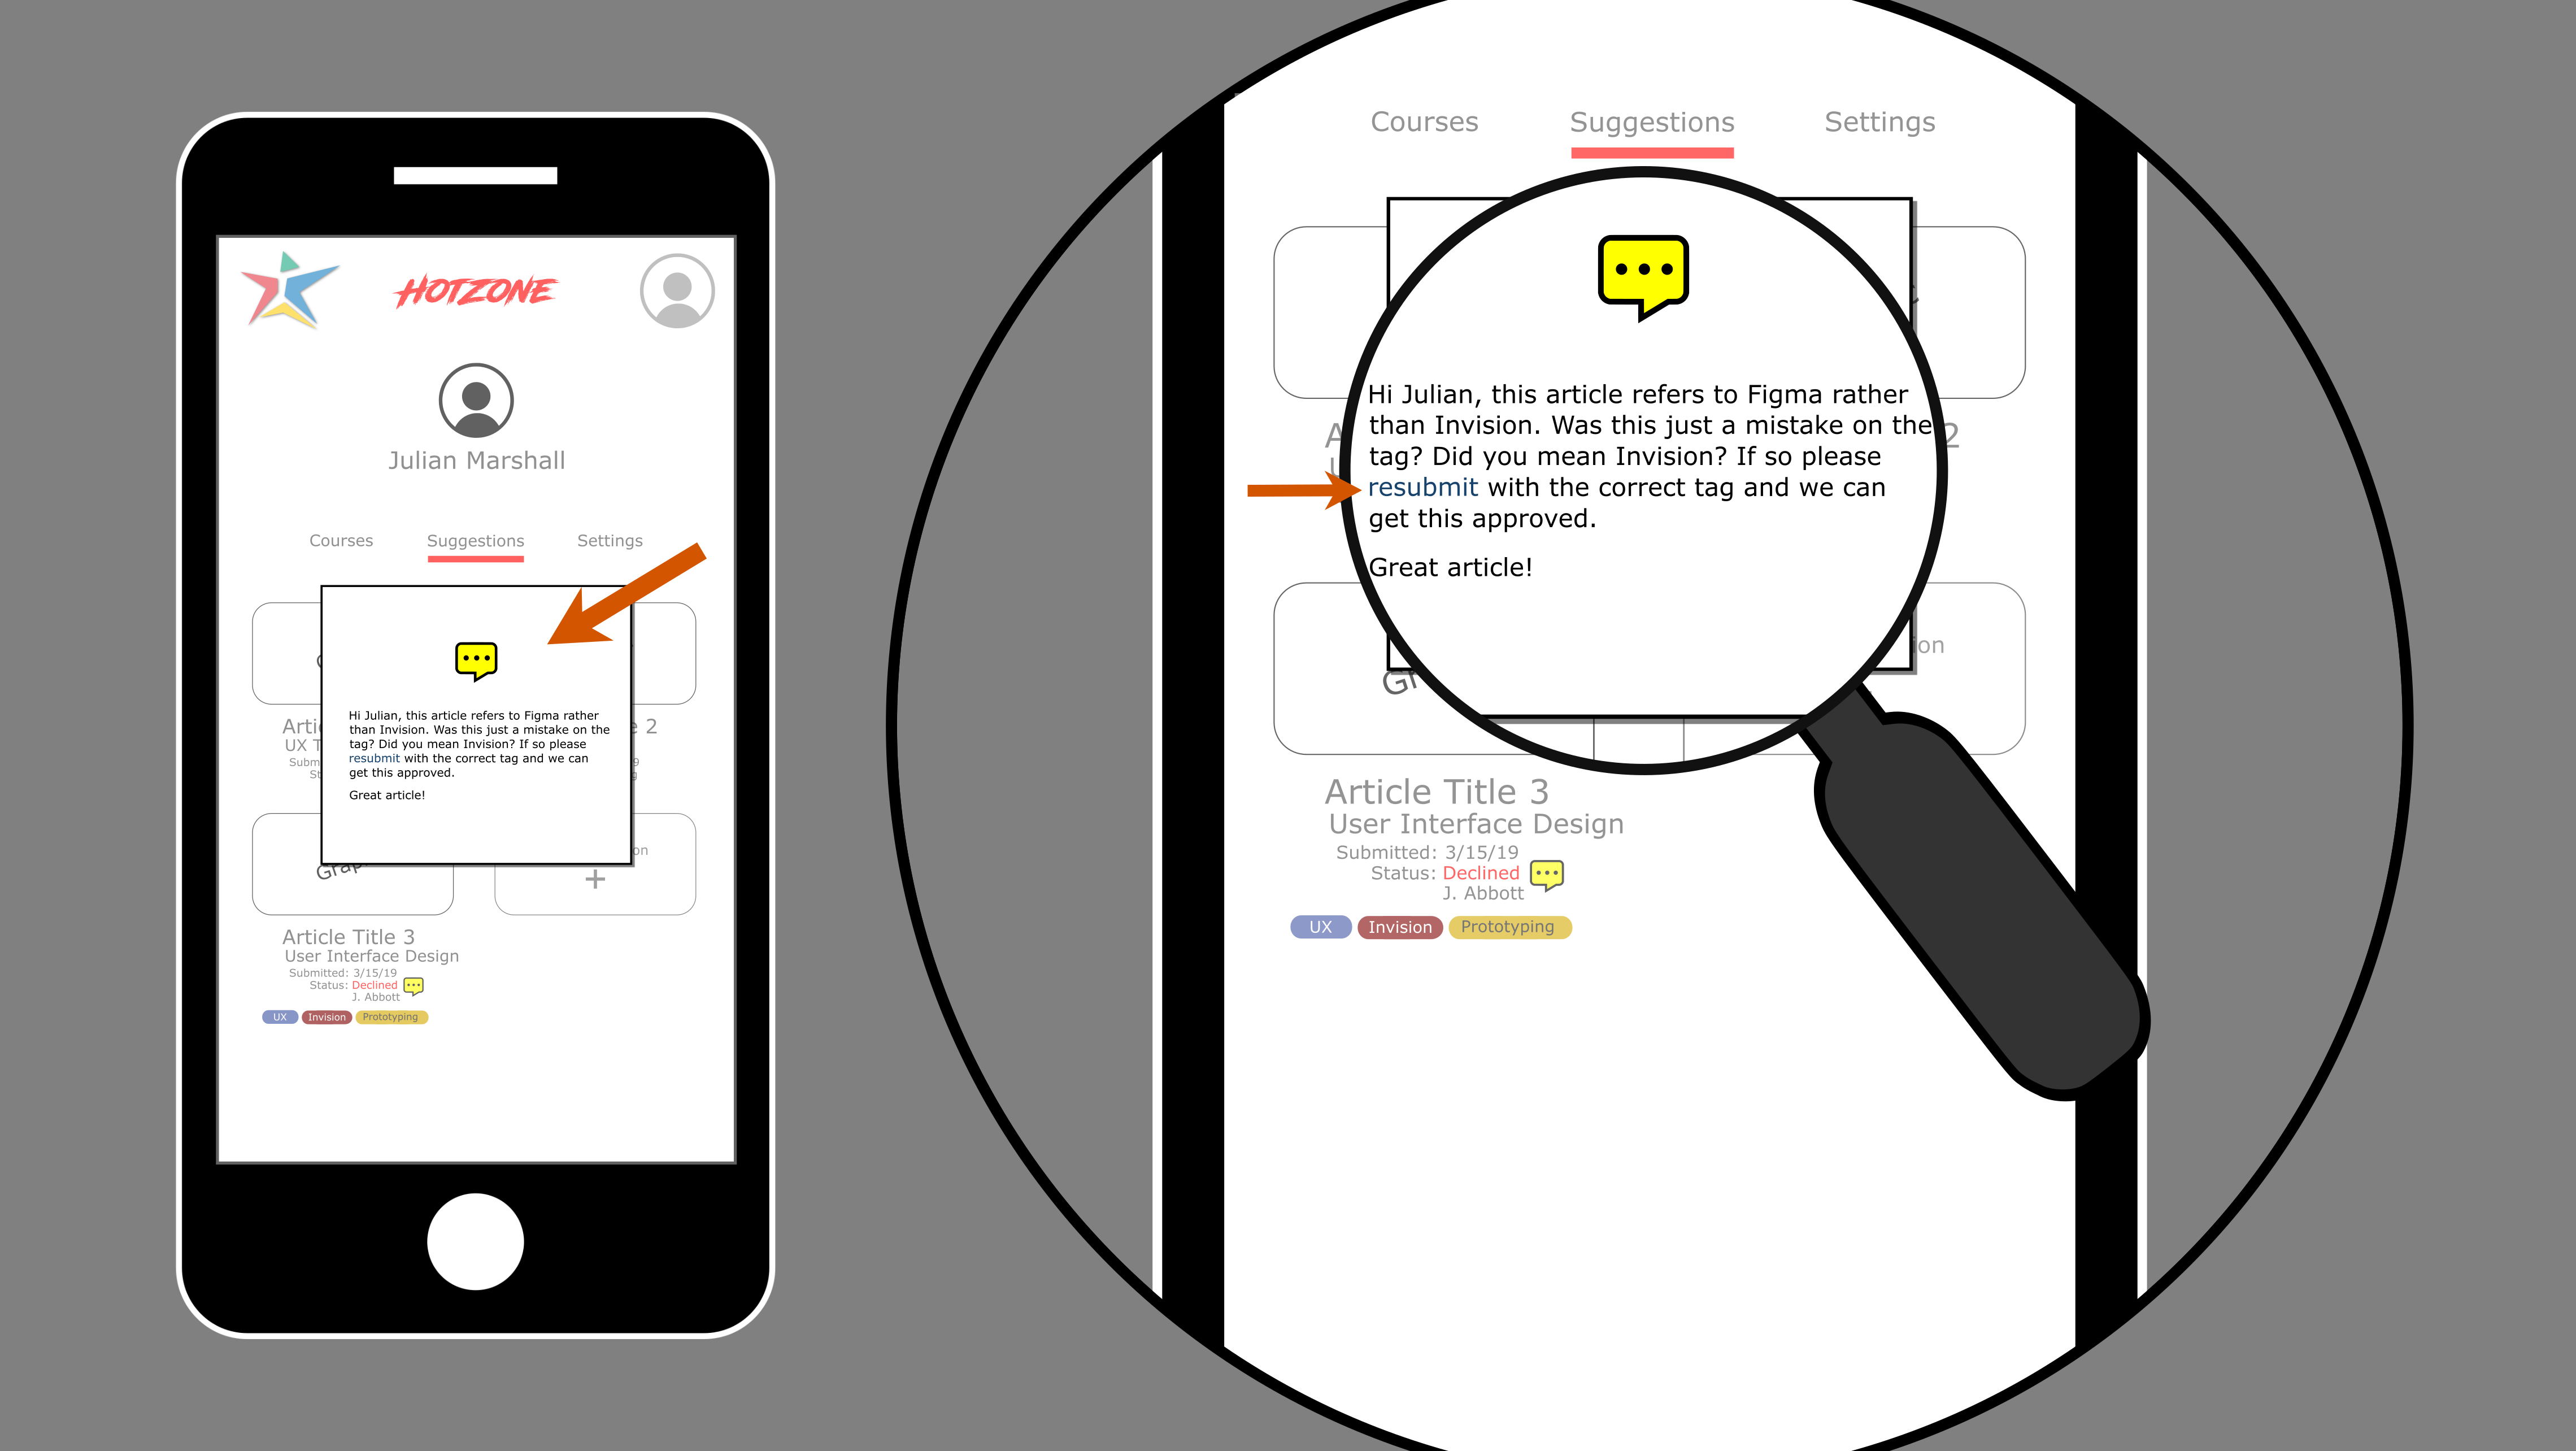 HOTZONE
Julian Marshall
Courses Suggestions Settings
Hi Julian, this article refers to Figma rather
than Invision. Was this just a mistake on the
tag? Did you mean Invision? If so please
resubmit with the correct tag and we can
get this approved.
Great article!
2
UX
Article Title 3
User Interface Design
Submitted: 3/15/19
Status: Declined
J. Abbott
UX Invision Prototyping
Courses Suggestions Settings
Hi Julian, this article refers to Figma rather
than Invision. Was this just a mistake on the
tag? Did you mean Invision? If so please
resubmit with the correct tag and we can
get this approved.
Great article!
2
Article Title 3
User Interface Design
Submitted: 3/15/19
Status: Declined
J. Abbott
UX Invision Prototyping